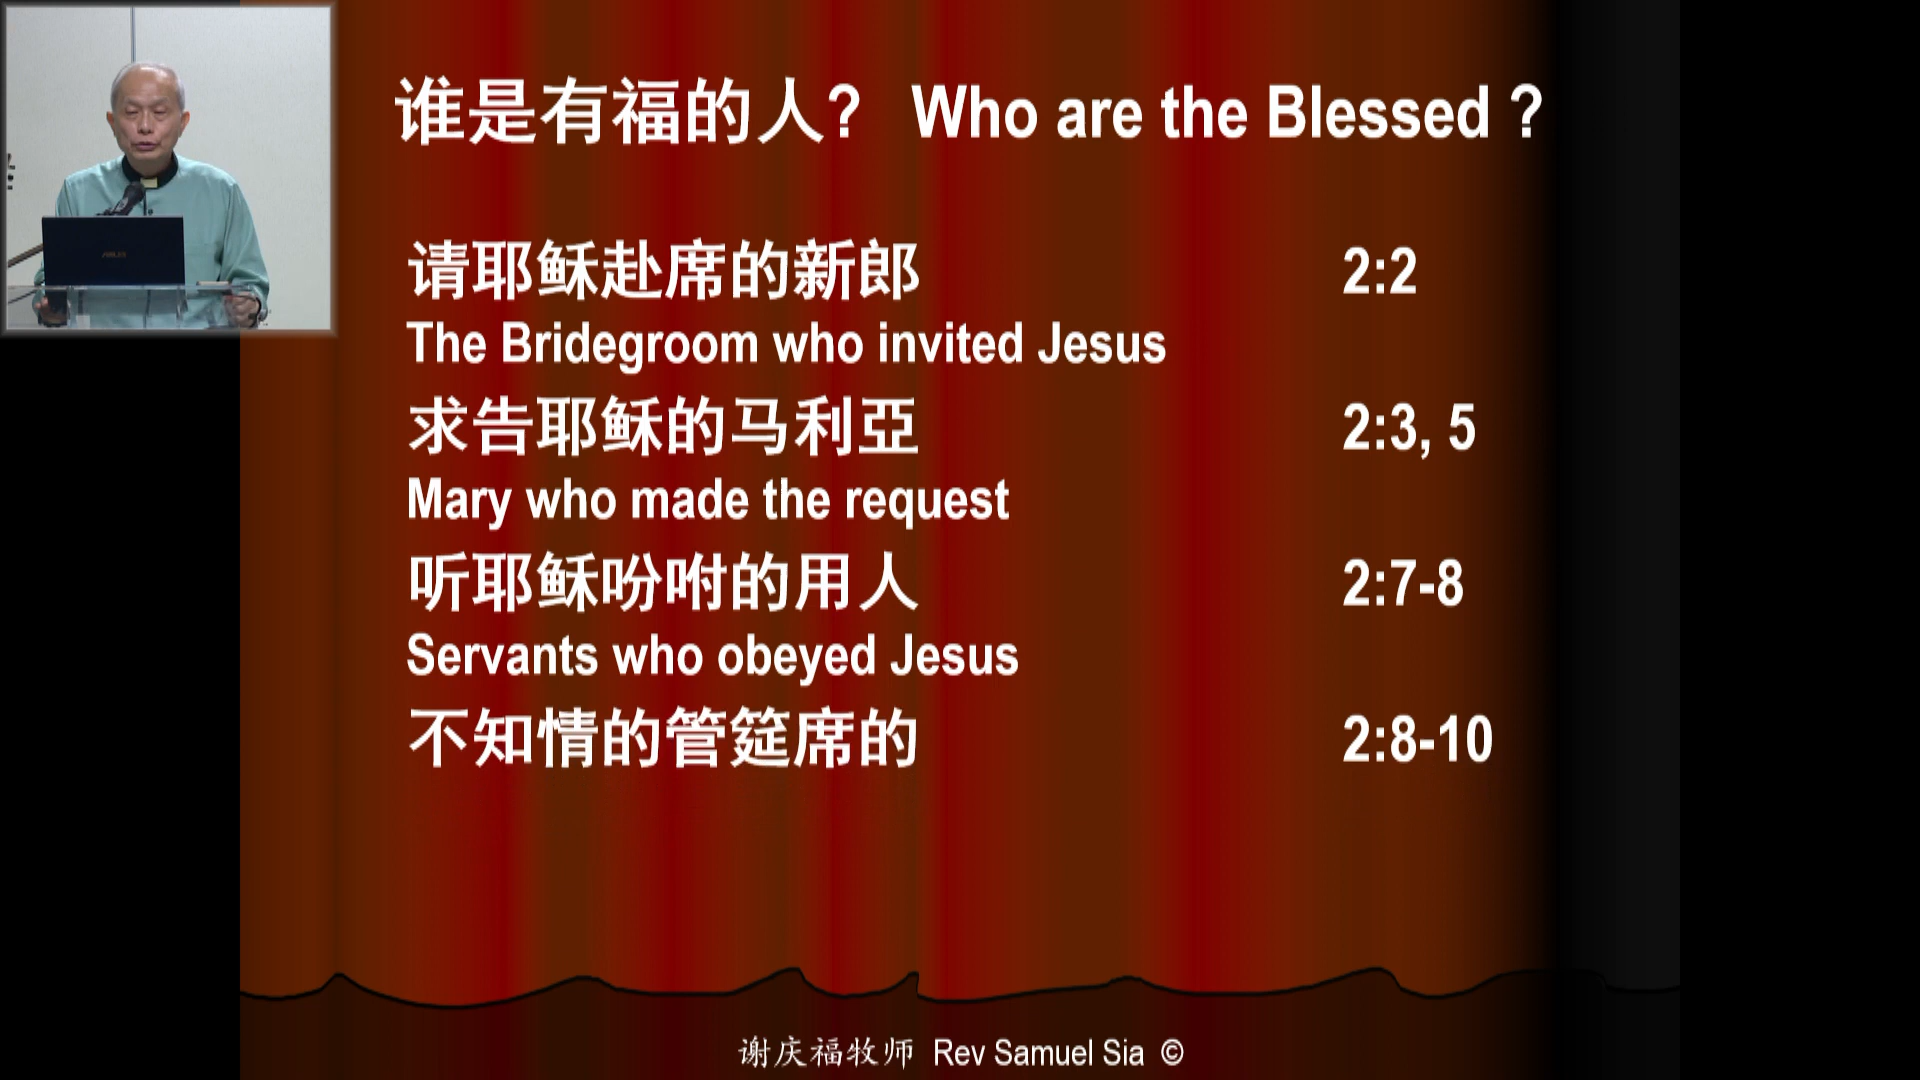 谁是有福的人? Who are the Blessed ?
请耶稣赴席的新郎 2:2
The Bridegroom who invited Jesus
求告耶稣的马利亞 2:3, 5
Mary who made the request
听耶稣吩咐的用人 2:7-8
Servants who obeyed Jesus
不知情的管筵席的 2:8-10
谢庆福牧师 Rev Samuel Sia ©